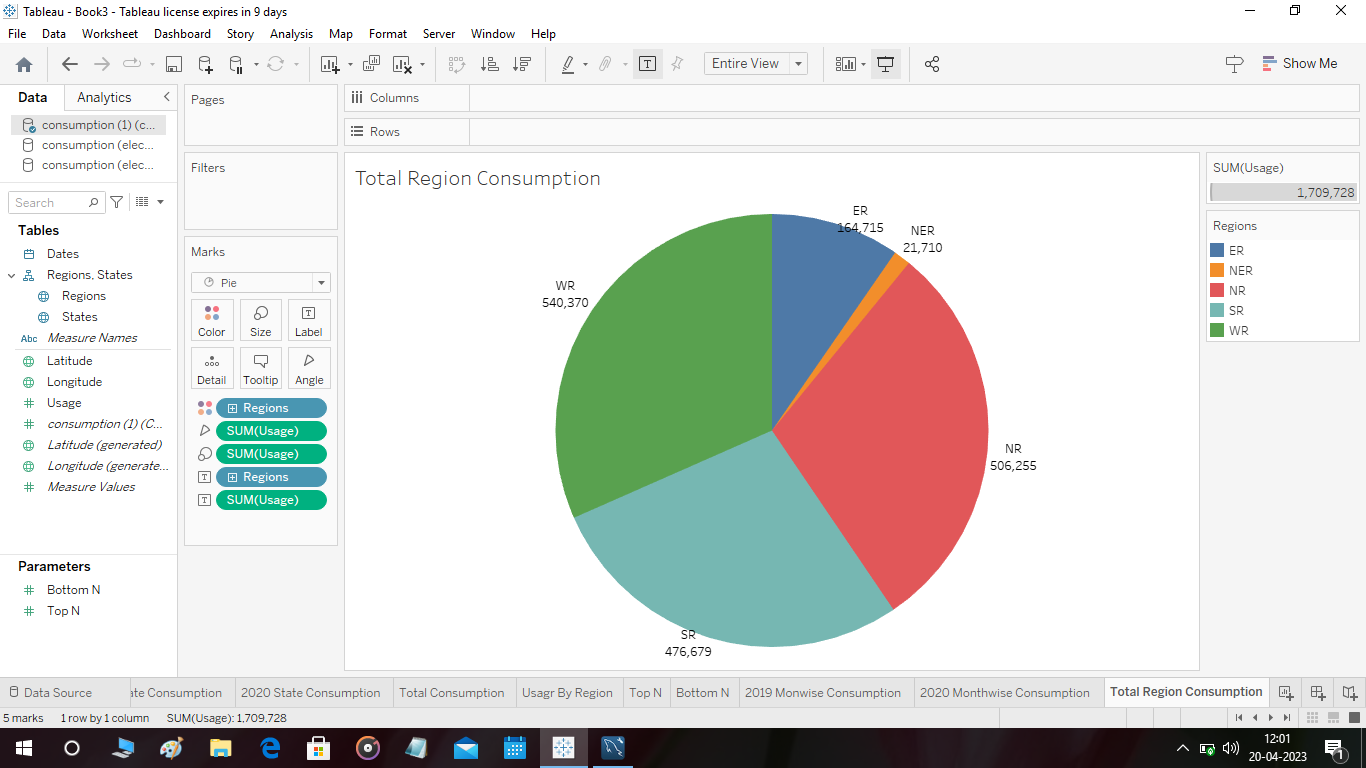 Tableau - Book3 - Tableau license expires in 9 days
File Data Worksheet Dashboard Story Analysis Map Format Server Window Help
Entire View
Show Me
Data Analytics
consumption (1) (c...
consumption (elec...
consumption (elec...
Search
Tables
Dates
Regions, States
Regions
States
Abc Measure Names
Latitude
Longitude
Usage
consumption (1) (C...
Latitude (generated)
Longitude (generate...
Measure Values
Parameters
Bottom N
Top N
Pages
Filters
Marks
Pie
Color Size Label
Detail Tooltip Angle
Regions
SUM(Usage)
SUM(Usage)
Regions
SUM(Usage)
Columns
Rows
Total Region Consumption
ER
164,715
NER
21,710
WR
540,370
NR
506,255
SR
476,679
SUM(Usage)
1,709,728
Regions
ER
NER
NR
SR
WR
Data Source ate Consumption 2020 State Consumption Total Consumption Usagr By Region Top N Bottom N 2019 Monwise Consumption 2020 Monthwise Consumption Total Region Consumption
5 marks 1 row by 1 column SUM(Usage): 1,709,728
12:01
20-04-2023
1